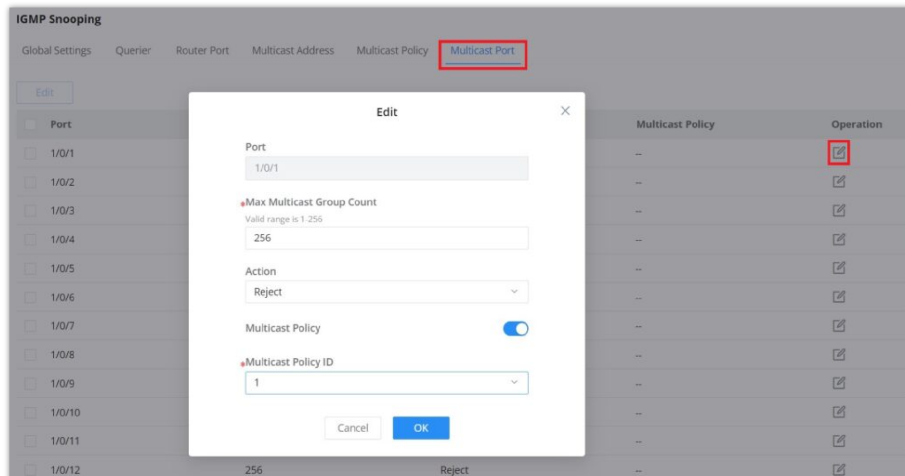 IGMP Snooping
Global Settings Querier Router Port Multicast Address Multicast Policy Multicast Port
Edit
Port Multicast Policy Operation
1/0/1 --
1/0/2 --
1/0/3 --
1/0/4 --
1/0/5 --
1/0/6 --
1/0/7 --
1/0/8 --
1/0/9 --
1/0/10 --
1/0/11 --
1/0/12 256 Reject --
Edit
Port
1/0/1
*Max Multicast Group Count
Valid range is 1-256
256
Action
Reject
Multicast Policy
*Multicast Policy ID
1
Cancel OK